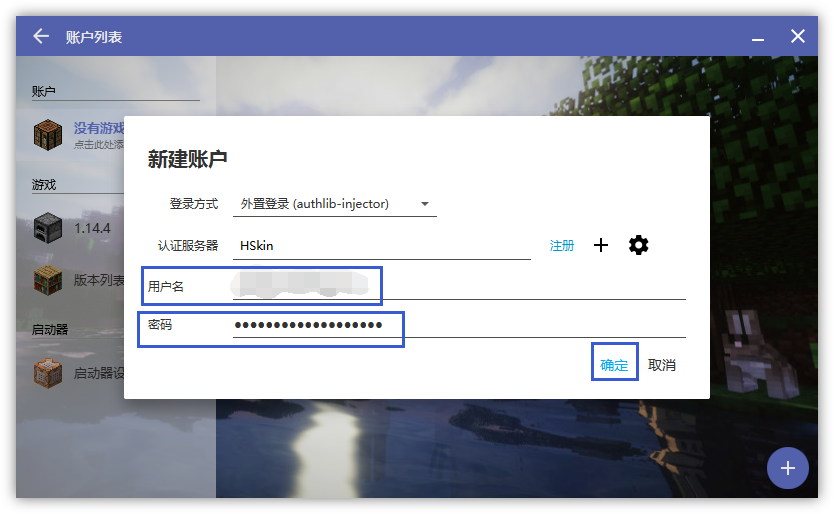 账户列表
账户
没有游戏
点击此处添
游戏
1.14.4
版本列表
启动器
启动器设
新建账户
登录方式 外置登录 (authlib-injector)
认证服务器 HSkin 注册
用户名
密码 •••••••••••••••••••
确定 取消